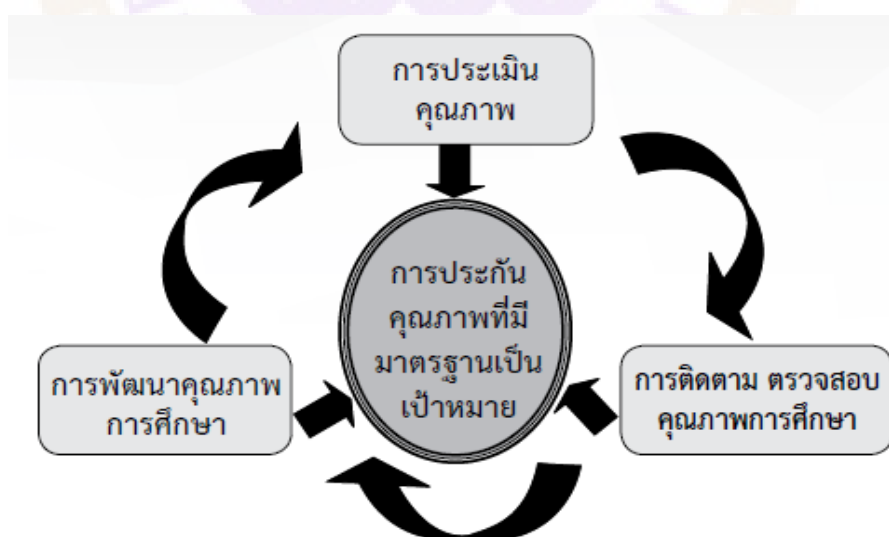 การประเมิน
คุณภาพ
การประกัน
คุณภาพที่มี
มาตรฐานเป็น
เป้าหมาย
การพัฒนาคุณภาพ
การศึกษา
การติดตาม ตรวจสอบ
คุณภาพการศึกษา